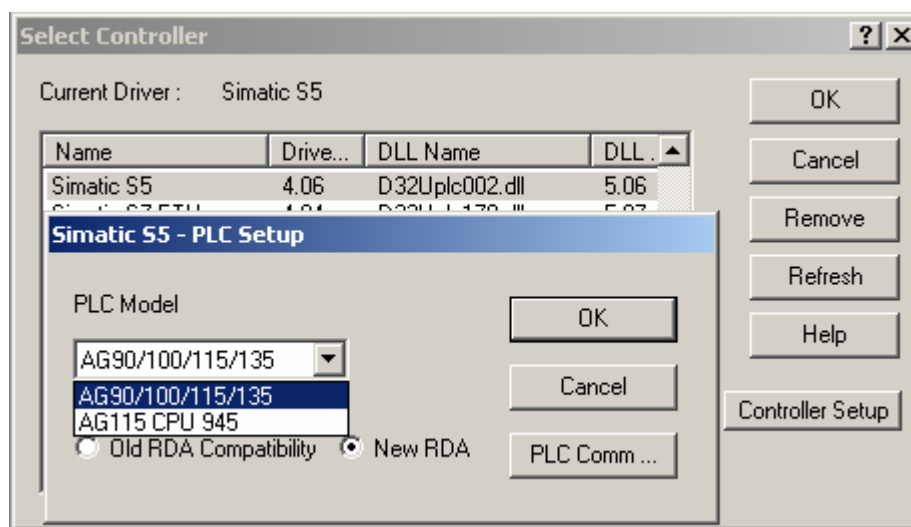 Select Controller
Current Driver : Simatic S5
OK
Name Drive... DLL Name DLL .
Cancel
Simatic S5 4.06 D32Uplc002.dll 5.06
Remove
Simatic S5 - PLC Setup
Refresh
PLC Model
OK
Help
AG90/100/115/135
AG90/100/115/135
Cancel
AG115 CPU 945
Controller Setup
Old RDA Compatibility New RDA
PLC Comm ...